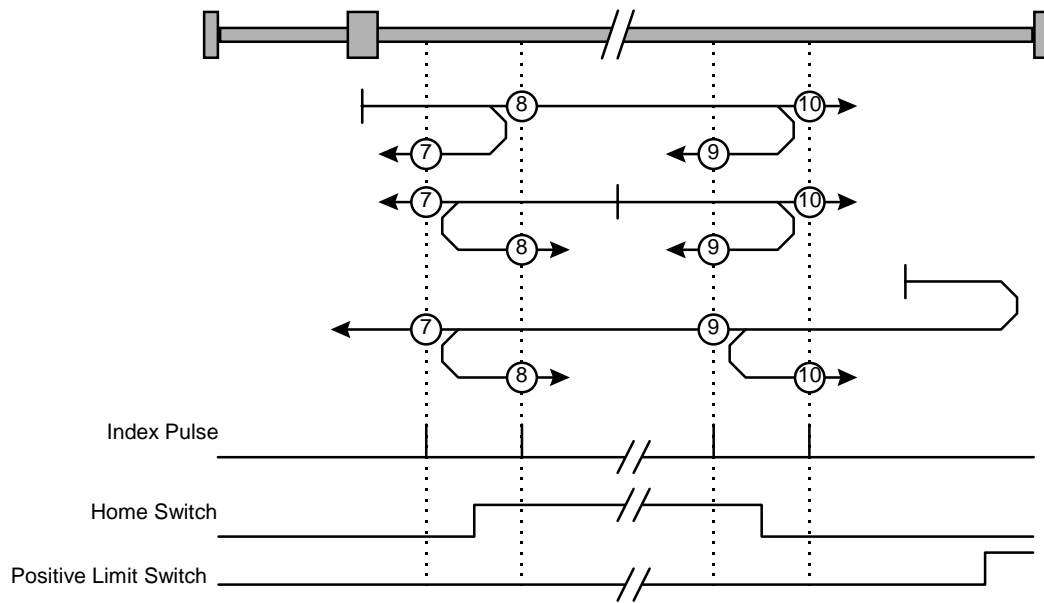 8 10
7 9
7 10
8 9
7 9
8 10
Index Pulse
Home Switch
Positive Limit Switch